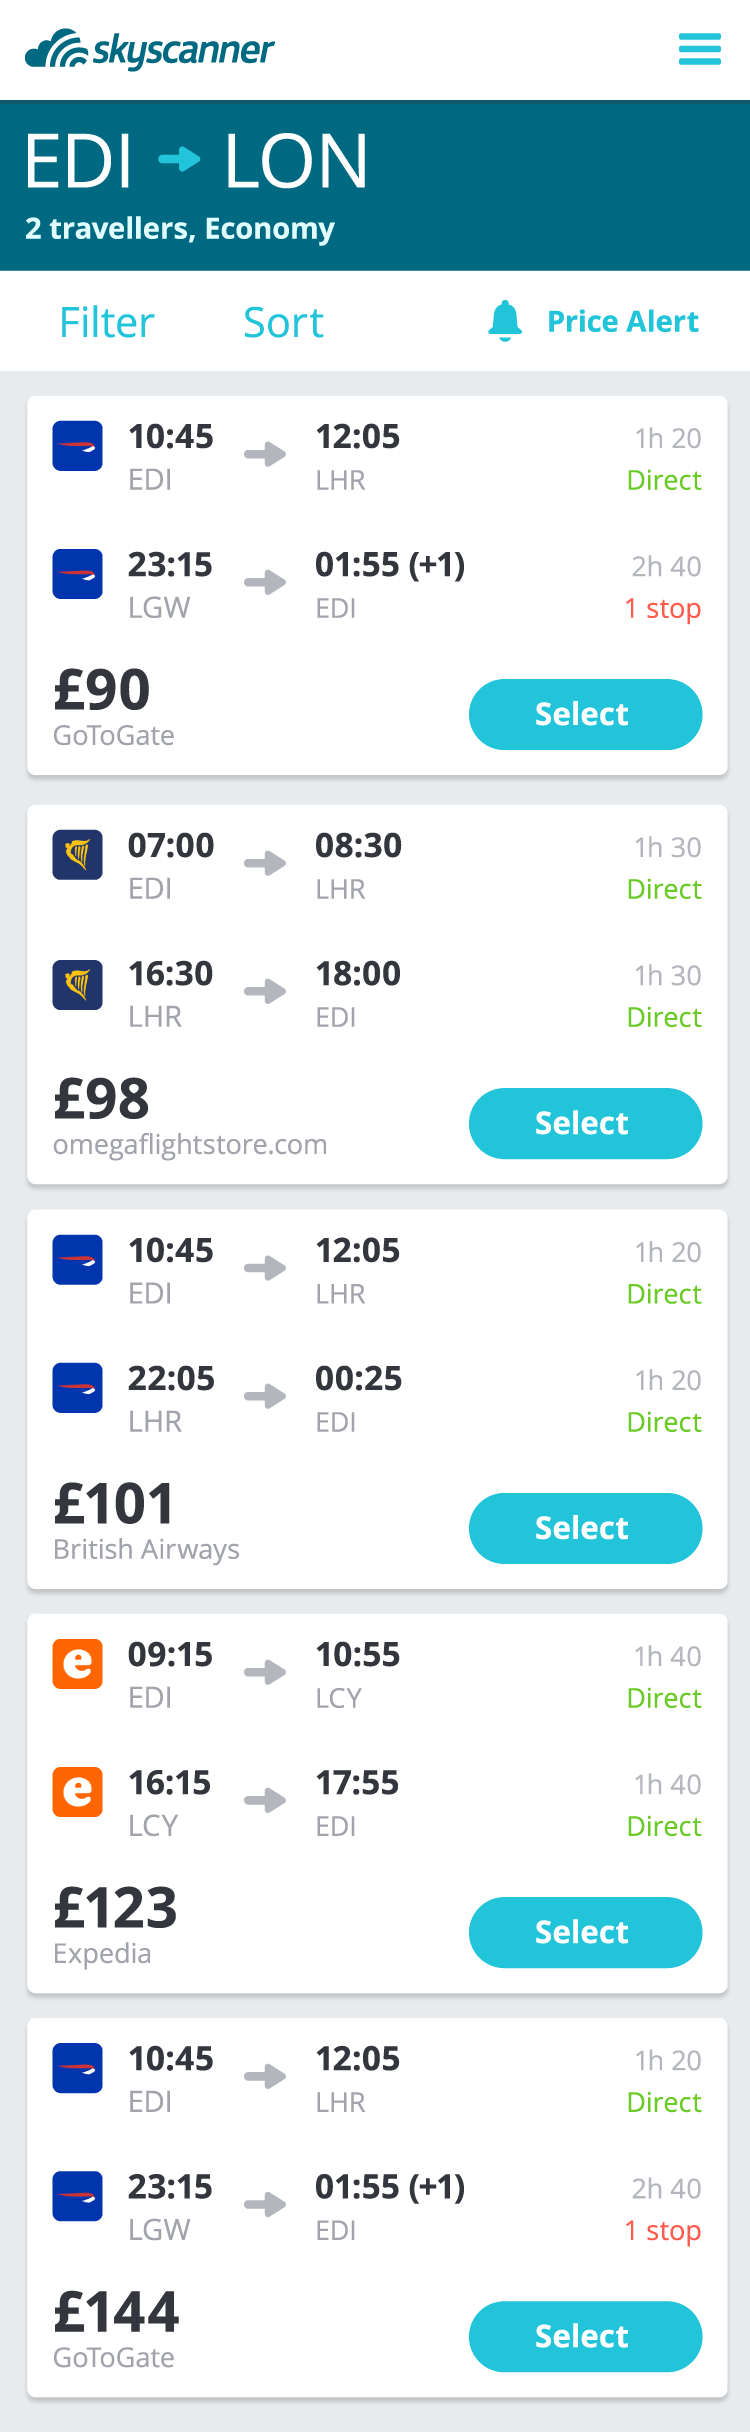 skyscanner
EDI LON
2 travellers, Economy
Filter Sort Price Alert
10:45 12:05 1h 20
EDI LHR Direct
23:15 01:55 (+1) 2h 40
LGW EDI 1 stop
£90
GoToGate
Select
07:00 08:30 1h 30
EDI LHR Direct
16:30 18:00 1h 30
LHR EDI Direct
£98
omegaflightstore.com
Select
10:45 12:05 1h 20
EDI LHR Direct
22:05 00:25 1h 20
LHR EDI Direct
£101
British Airways
Select
e 09:15 10:55 1h 40
EDI LCY Direct
e 16:15 17:55 1h 40
LCY EDI Direct
£123
Expedia
Select
10:45 12:05 1h 20
EDI LHR Direct
23:15 01:55 (+1) 2h 40
LGW EDI 1 stop
£144
GoToGate
Select